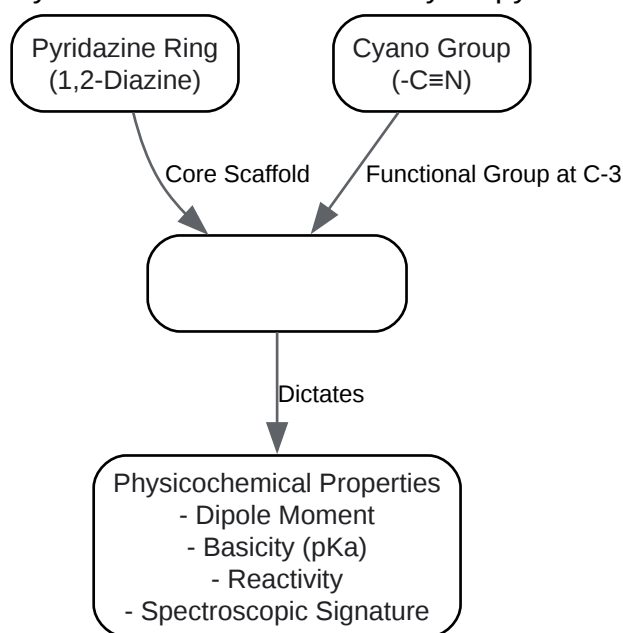 Pyridazine Ring
(1,2-Diazine)
Cyano Group
(-C≡N)
Core Scaffold
Functional Group at C-3
Dictates
Physicochemical Properties
- Dipole Moment
- Basicity (pKa)
- Reactivity
- Spectroscopic Signature